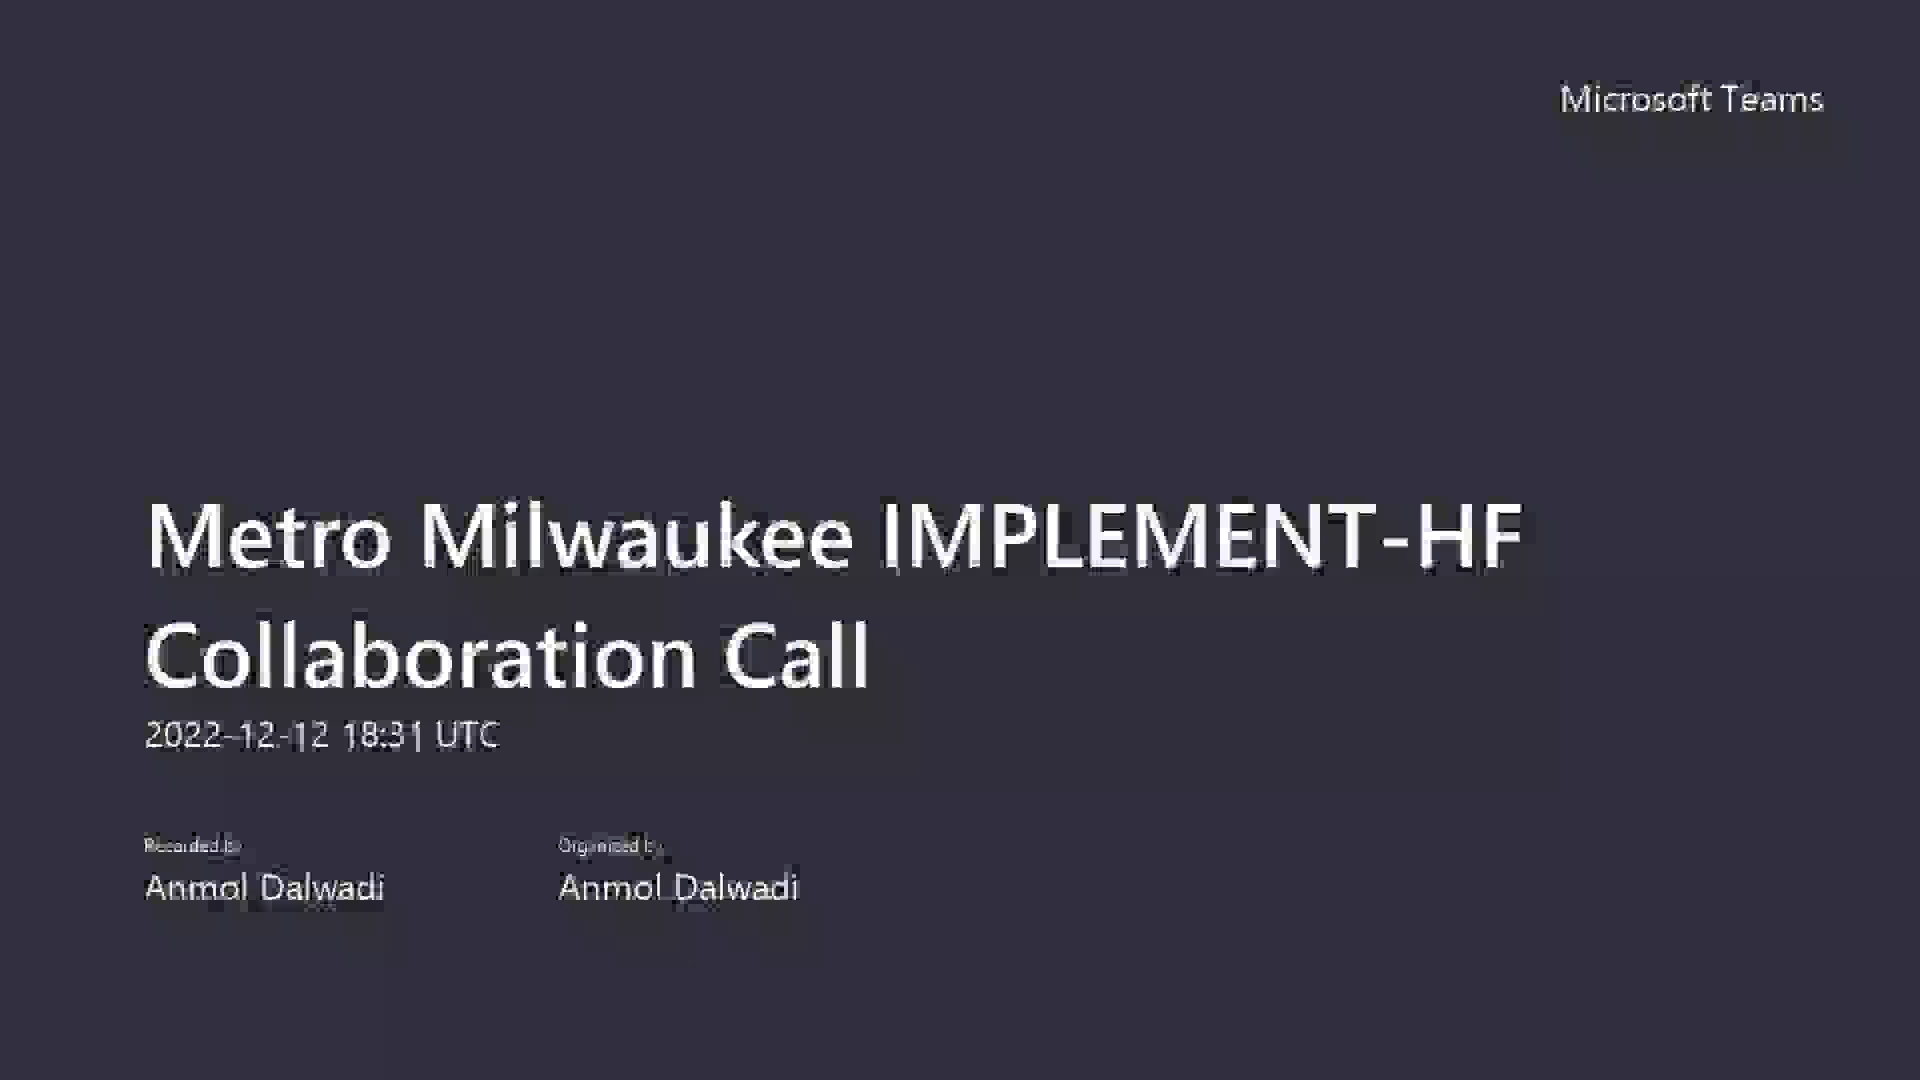 Microsoft Teams
Metro Milwaukee IMPLEMENT-HF
Collaboration Call
2022-12-12 18:31 UTC
Recorded by
Organized by
Anmol Dalwadi
Anmol Dalwadi